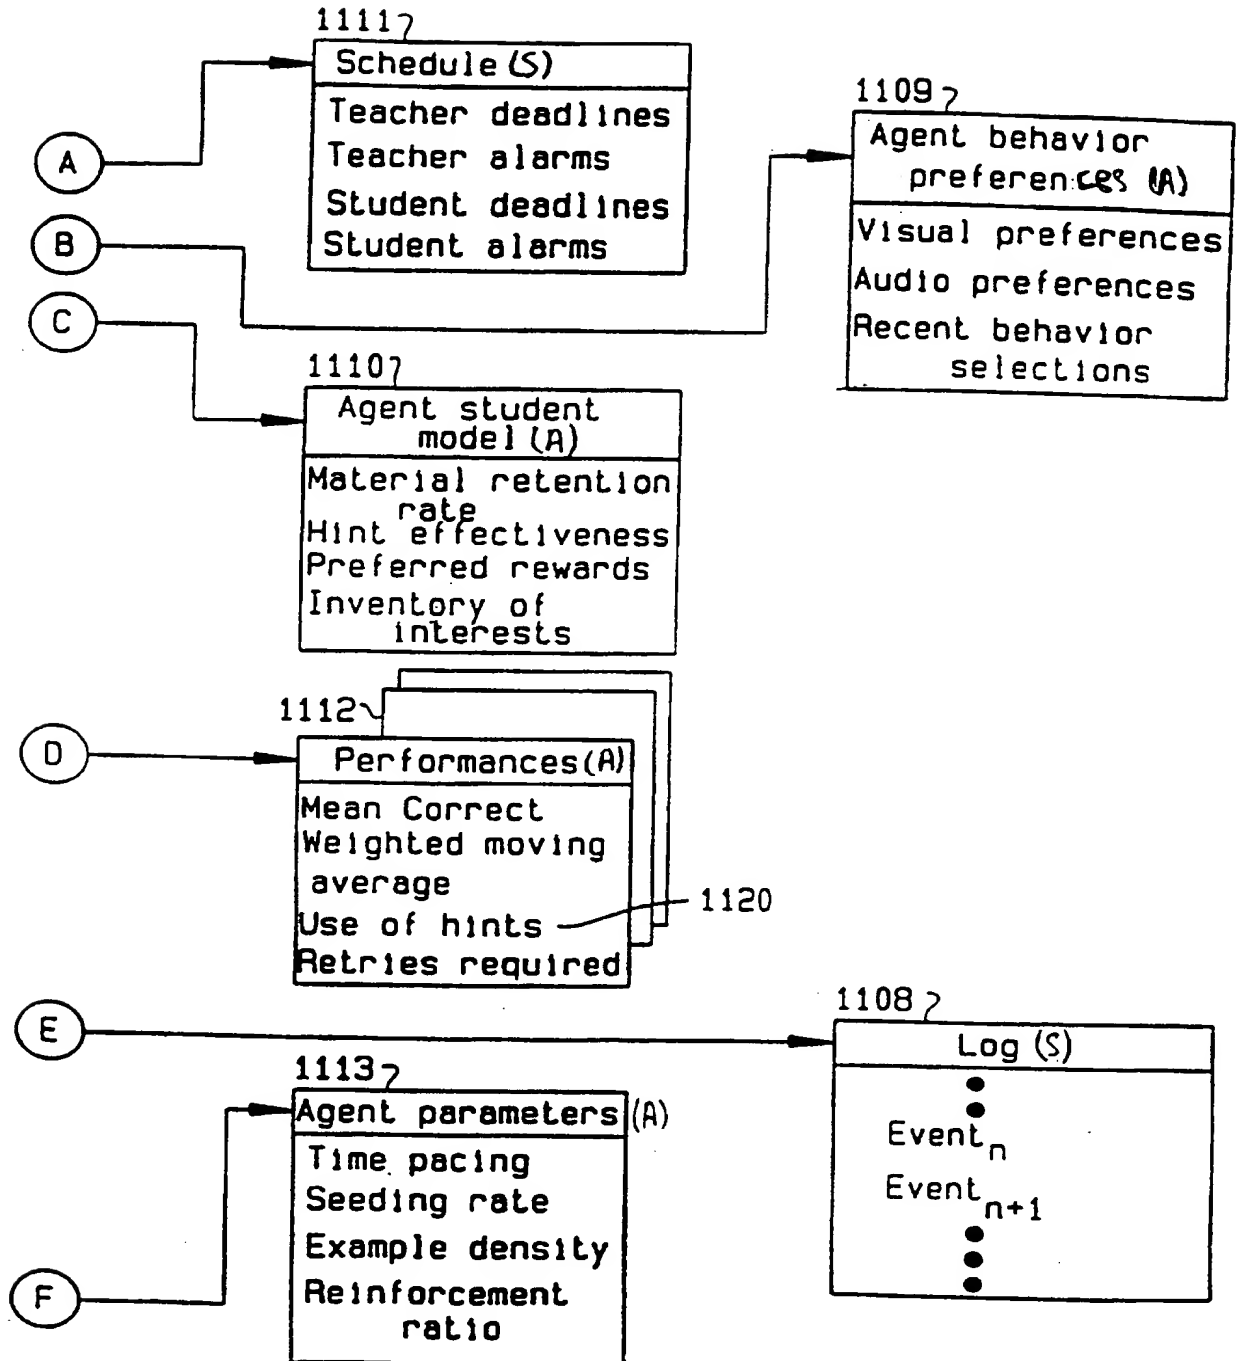 1111
Schedule (S)
Teacher deadlines
Teacher alarms
Student deadlines
Student alarms
A
B
C
1109
Agent behavior
preferences (A)
Visual preferences
Audio preferences
Recent behavior
selections
1110
Agent student
model (A)
Material retention
rate
Hint effectiveness
Preferred rewards
Inventory of
interests
1112
D
Performances (A)
Mean Correct
Weighted moving
average
Use of hints
1120
Retries required
E
1108
Log (S)
Event n
Event n+1
1113
Agent parameters (A)
Time pacing
Seeding rate
Example density
Reinforcement
ratio
F